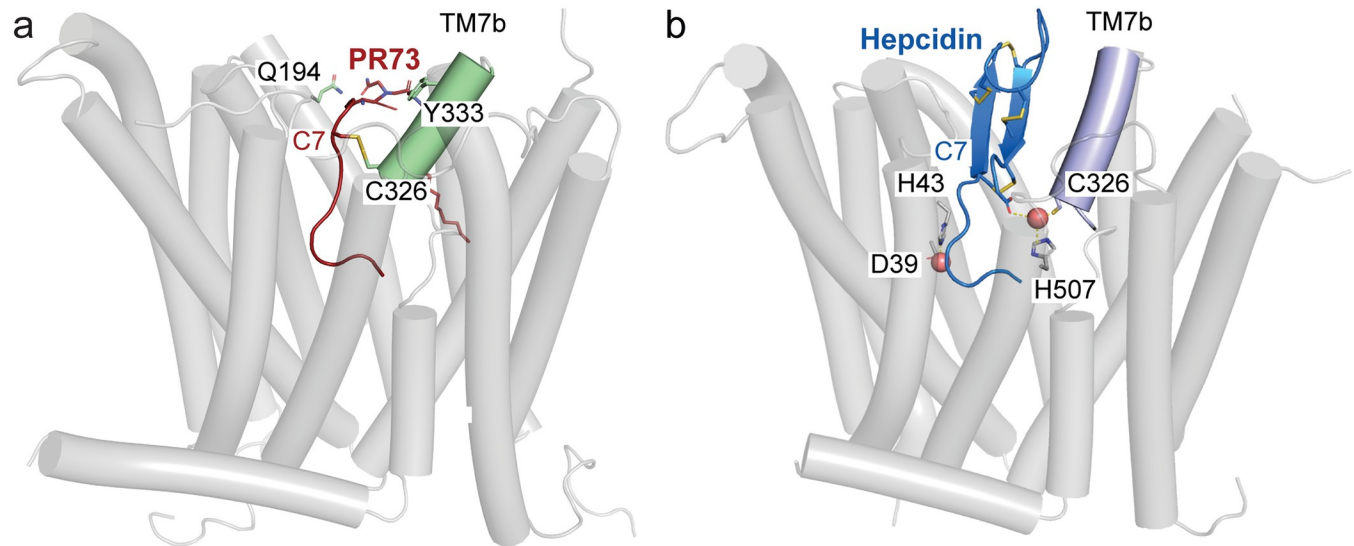 a
TM7b
PR73
Q194
Y333
C7
C326
b
TM7b
Hepcidin
C7
H43
C326
D39
H507